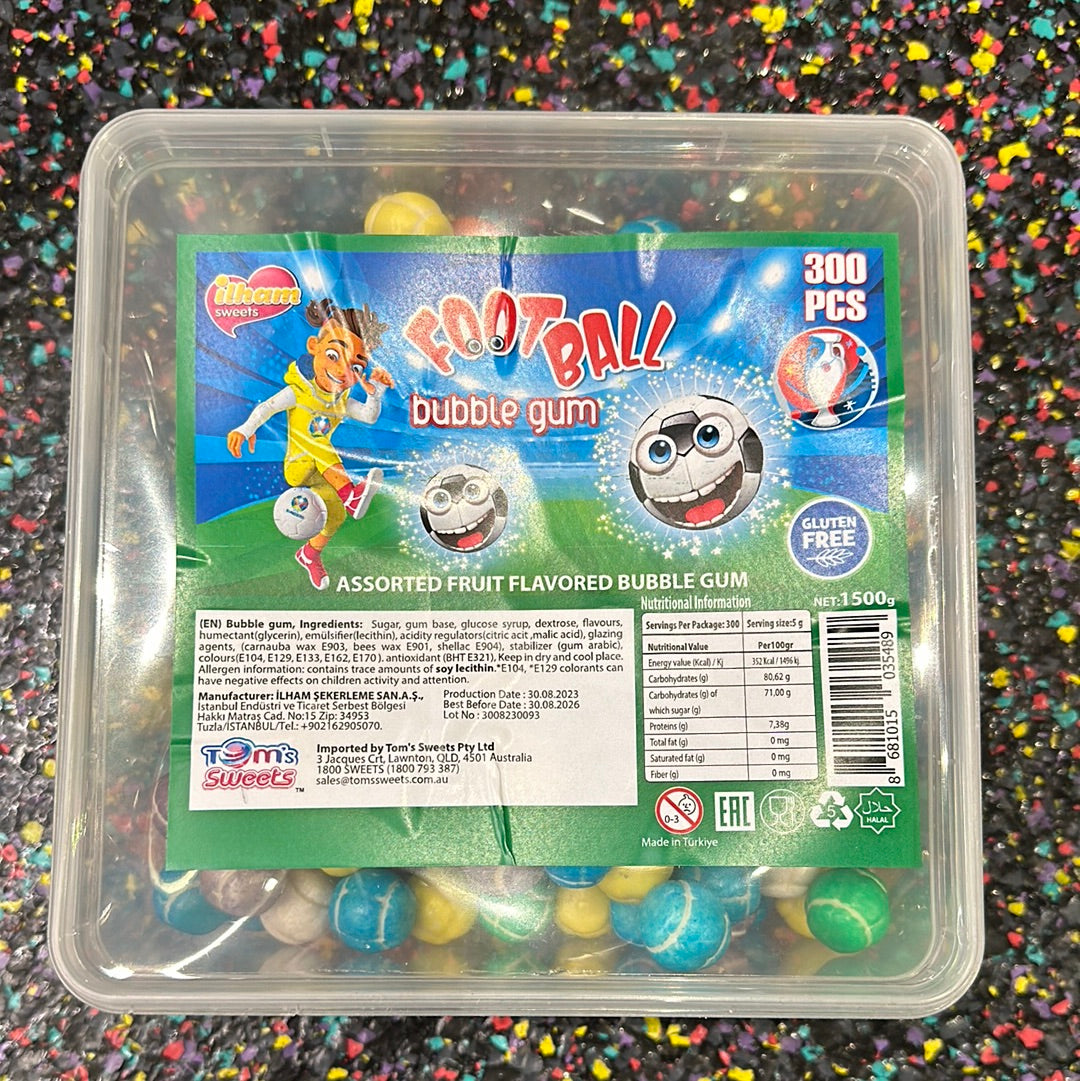 ilham
sweets
FOOTBALL
bubble gum
300
PCS
GLUTEN
FREE
ASSORTED FRUIT FLAVORED BUBBLE GUM
NET:1500g
(EN) Bubble gum, Ingredients: Sugar, gum base, glucose syrup, dextrose, flavours,
humectant(glycerin), emülsifier(lecithin), acidity regulators(citric acit ,malic acid), glazing
agents, (carnauba wax E903, bees wax E901, shellac E904), stabilizer (gum arabic),
colours(E104, E129, E133, E162, E170 ). antioxidant (BHT E321), Keep in dry and cool place.
Allergen information: contains trace amounts of soy lecithin.*E104, *E129 colorants can
have negative effects on children activity and attention.
Manufacturer: İLHAM ŞEKERLEME SAN.A.Ş.,
İstanbul Endüstri ve Ticaret Serbest Bölgesi
Hakkı Matraş Cad. No:15 Zip: 34953
Tuzla/İSTANBUL/Tel.: +902162905070.
Production Date : 30.08.2023
Best Before Date : 30.08.2026
Lot No : 3008230093
TOM's
Sweets TM
Imported by Tom's Sweets Pty Ltd
3 Jacques Crt, Lawnton, QLD, 4501 Australia
1800 SWEETS (1800 793 387)
sales@tomssweets.com.au
Nutritional Information
Servings Per Package: 300 Serving size:5 g
Nutritional Value Per100gr
Energy value (Kcal) / Kj 352 Kcal / 1496 kj.
Carbohydrates (g) 80,62 g
Carbohydrates (g) of 71,00 g
which sugar (g)
Proteins (g) 7,38g
Total fat (g) 0 mg
Saturated fat (g) 0 mg
Fiber (g) 0 mg
8 681015 035489
0-3
EAC
5
حلال
HALAL
Made in Türkiye